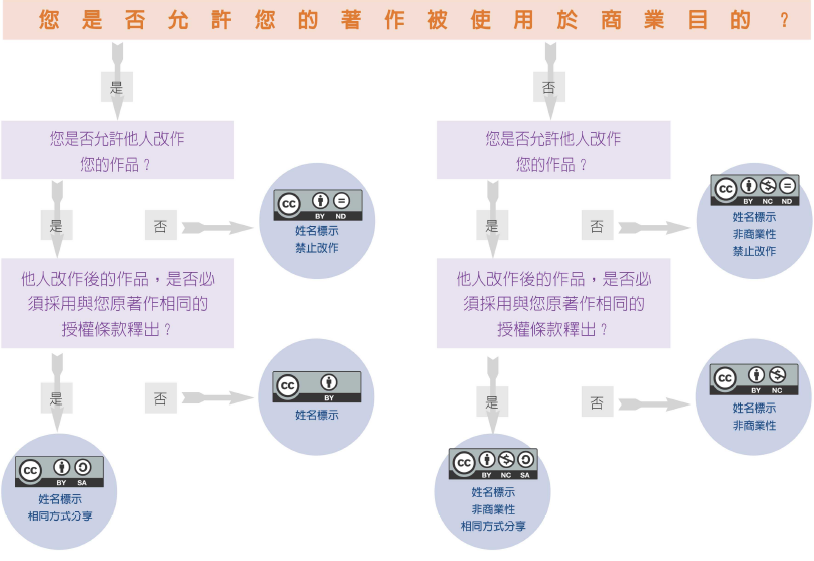 您是否允許您的著作被使用於商業目的？
是
否
您是否允許他人改作
您的作品？
您是否允許他人改作
您的作品？
是
否
cc
BY ND
姓名標示
禁止改作
是
否
cc
BY NC ND
姓名標示
非商業性
禁止改作
他人改作後的作品，是否必
須採用與您原著作相同的
授權條款釋出？
他人改作後的作品，是否必
須採用與您原著作相同的
授權條款釋出？
是
否
cc
BY
姓名標示
是
否
cc
BY NC
姓名標示
非商業性
cc
BY SA
姓名標示
相同方式分享
cc
BY NC SA
姓名標示
非商業性
相同方式分享